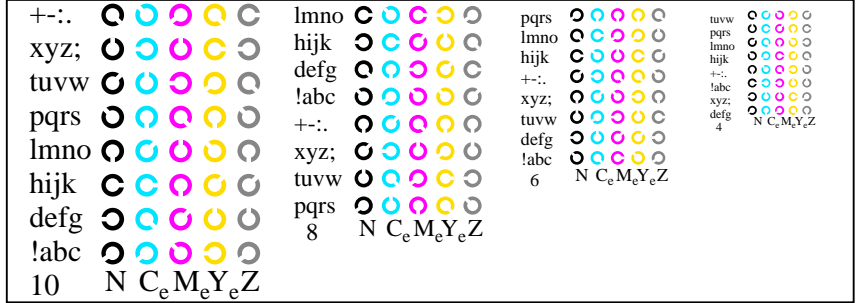 +-:.
xyz;
tuvw
pqrs
lmno
hijk
defg
!abc
10 N CeMeYeZ
lmno
hijk
defg
!abc
+-:.
xyz;
tuvw
pqrs
8 N CeMeYeZ
pqrs
lmno
hijk
+-:.
xyz;
tuvw
defg
!abc
6 N CeMeYeZ
tuvw
pqrs
lmno
hijk
+-:.
!abc
xyz;
defg
4 N CeMeYeZ